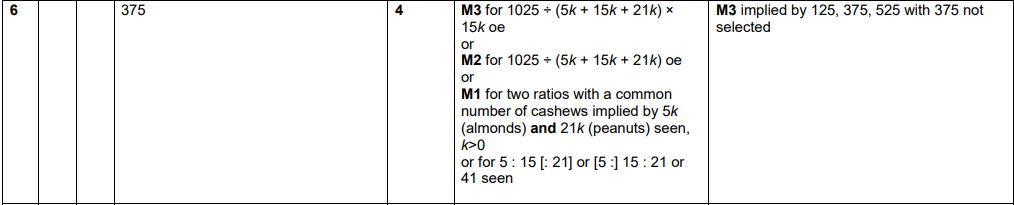 6
375
4
M3 for 1025 ÷ (5k + 15k + 21k) ×
15k oe
or
M2 for 1025 ÷ (5k + 15k + 21k) oe
or
M1 for two ratios with a common
number of cashews implied by 5k
(almonds) and 21k (peanuts) seen,
k>0
or for 5 : 15 [: 21] or [5 :] 15 : 21 or
41 seen
M3 implied by 125, 375, 525 with 375 not
selected